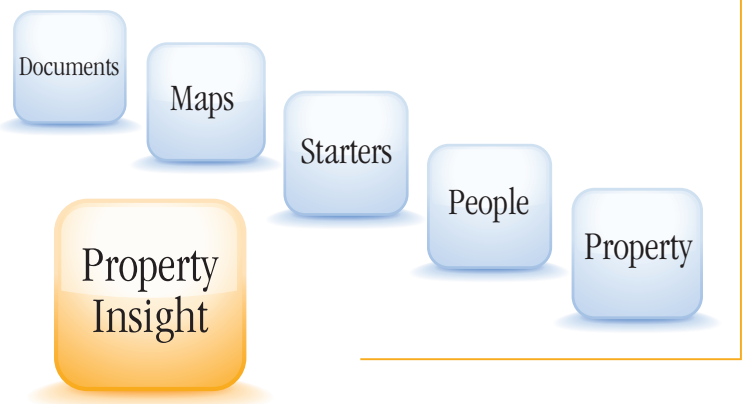 Documents
Maps
Starters
People
Property
Property
Insight